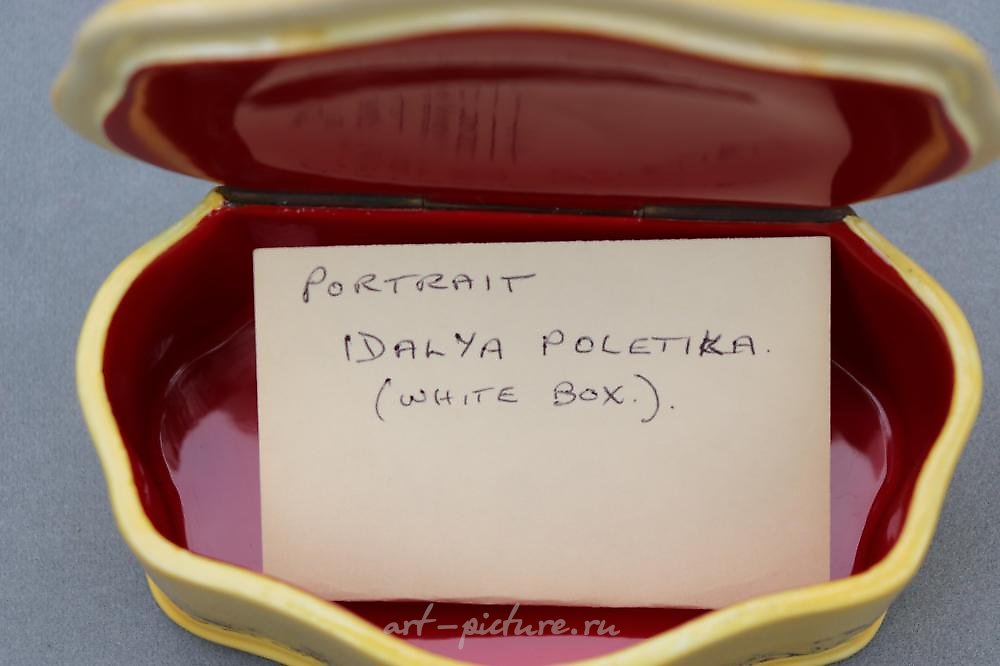 PORTRAIT
IDALYA POLETIKA.
(WHITE BOX.).
art-picture.ru